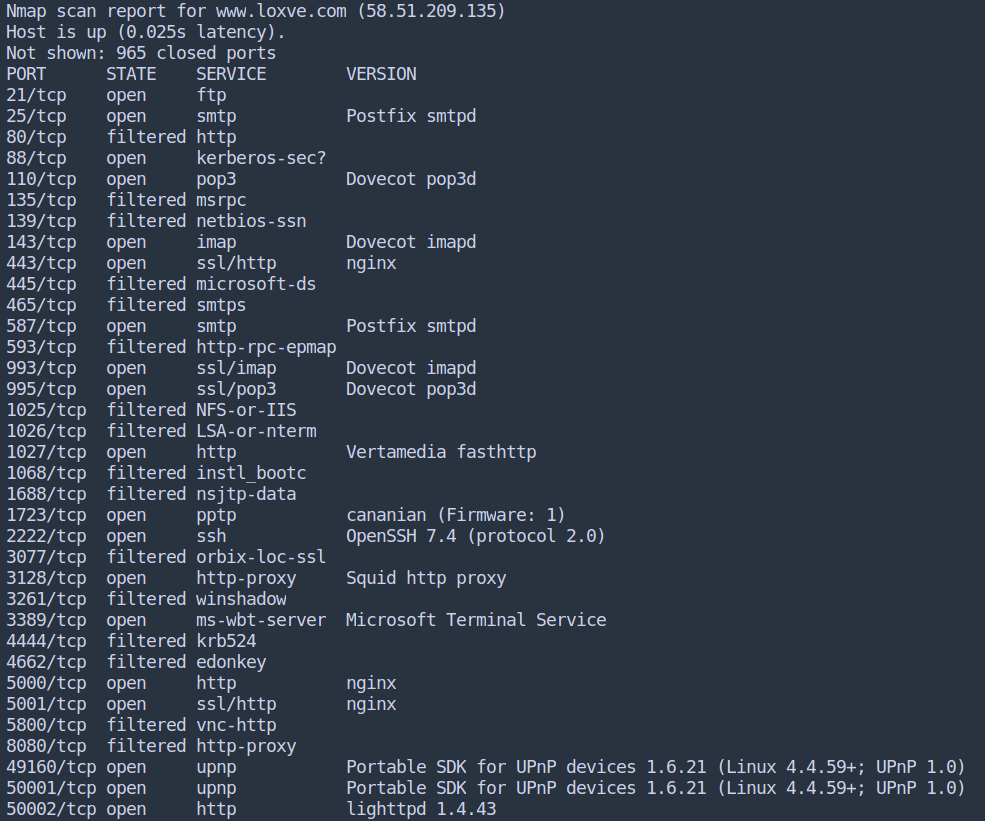 Nmap scan report for www.loxve.com (58.51.209.135)
Host is up (0.025s latency).
Not shown: 965 closed ports
PORT      STATE    SERVICE        VERSION
21/tcp    open     ftp
25/tcp    open     smtp           Postfix smtpd
80/tcp    filtered http
88/tcp    open     kerberos-sec?
110/tcp   open     pop3           Dovecot pop3d
135/tcp   filtered msrpc
139/tcp   filtered netbios-ssn
143/tcp   open     imap           Dovecot imapd
443/tcp   open     ssl/http       nginx
445/tcp   filtered microsoft-ds
465/tcp   filtered smtps
587/tcp   open     smtp           Postfix smtpd
593/tcp   filtered http-rpc-epmap
993/tcp   open     ssl/imap       Dovecot imapd
995/tcp   open     ssl/pop3       Dovecot pop3d
1025/tcp  filtered NFS-or-IIS
1026/tcp  filtered LSA-or-nterm
1027/tcp  open     http           Vertamedia fasthttp
1068/tcp  filtered instl_bootc
1688/tcp  filtered nsjtp-data
1723/tcp  open     pptp           cananian (Firmware: 1)
2222/tcp  open     ssh            OpenSSH 7.4 (protocol 2.0)
3077/tcp  filtered orbix-loc-ssl
3128/tcp  open     http-proxy     Squid http proxy
3261/tcp  filtered winshadow
3389/tcp  open     ms-wbt-server  Microsoft Terminal Service
4444/tcp  filtered krb524
4662/tcp  filtered edonkey
5000/tcp  open     http           nginx
5001/tcp  open     ssl/http       nginx
5800/tcp  filtered vnc-http
8080/tcp  filtered http-proxy
49160/tcp open     upnp           Portable SDK for UPnP devices 1.6.21 (Linux 4.4.59+; UPnP 1.0)
50001/tcp open     upnp           Portable SDK for UPnP devices 1.6.21 (Linux 4.4.59+; UPnP 1.0)
50002/tcp open     http           lighttpd 1.4.43